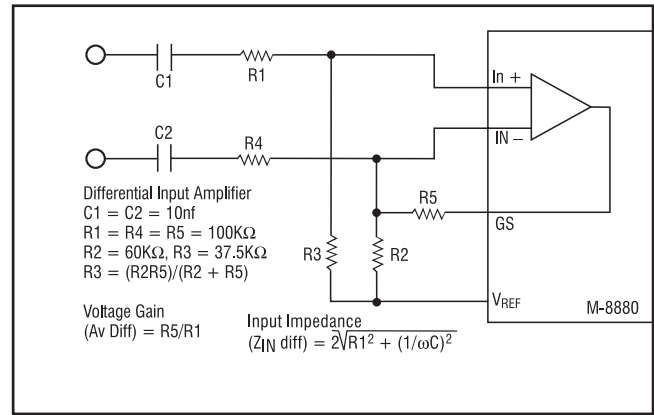 C1
R1
In +
C2
R4
IN –
Differential Input Amplifier
C1 = C2 = 10nf
R1 = R4 = R5 = 100KΩ
R2 = 60KΩ, R3 = 37.5KΩ
R3 = (R2R5)/(R2 + R5)
R5
GS
R3
R2
Voltage Gain
(Av Diff) = R5/R1
Input Impedance
(ZIN diff) = 2√R1² + (1/ωC)²
VREF
M-8880